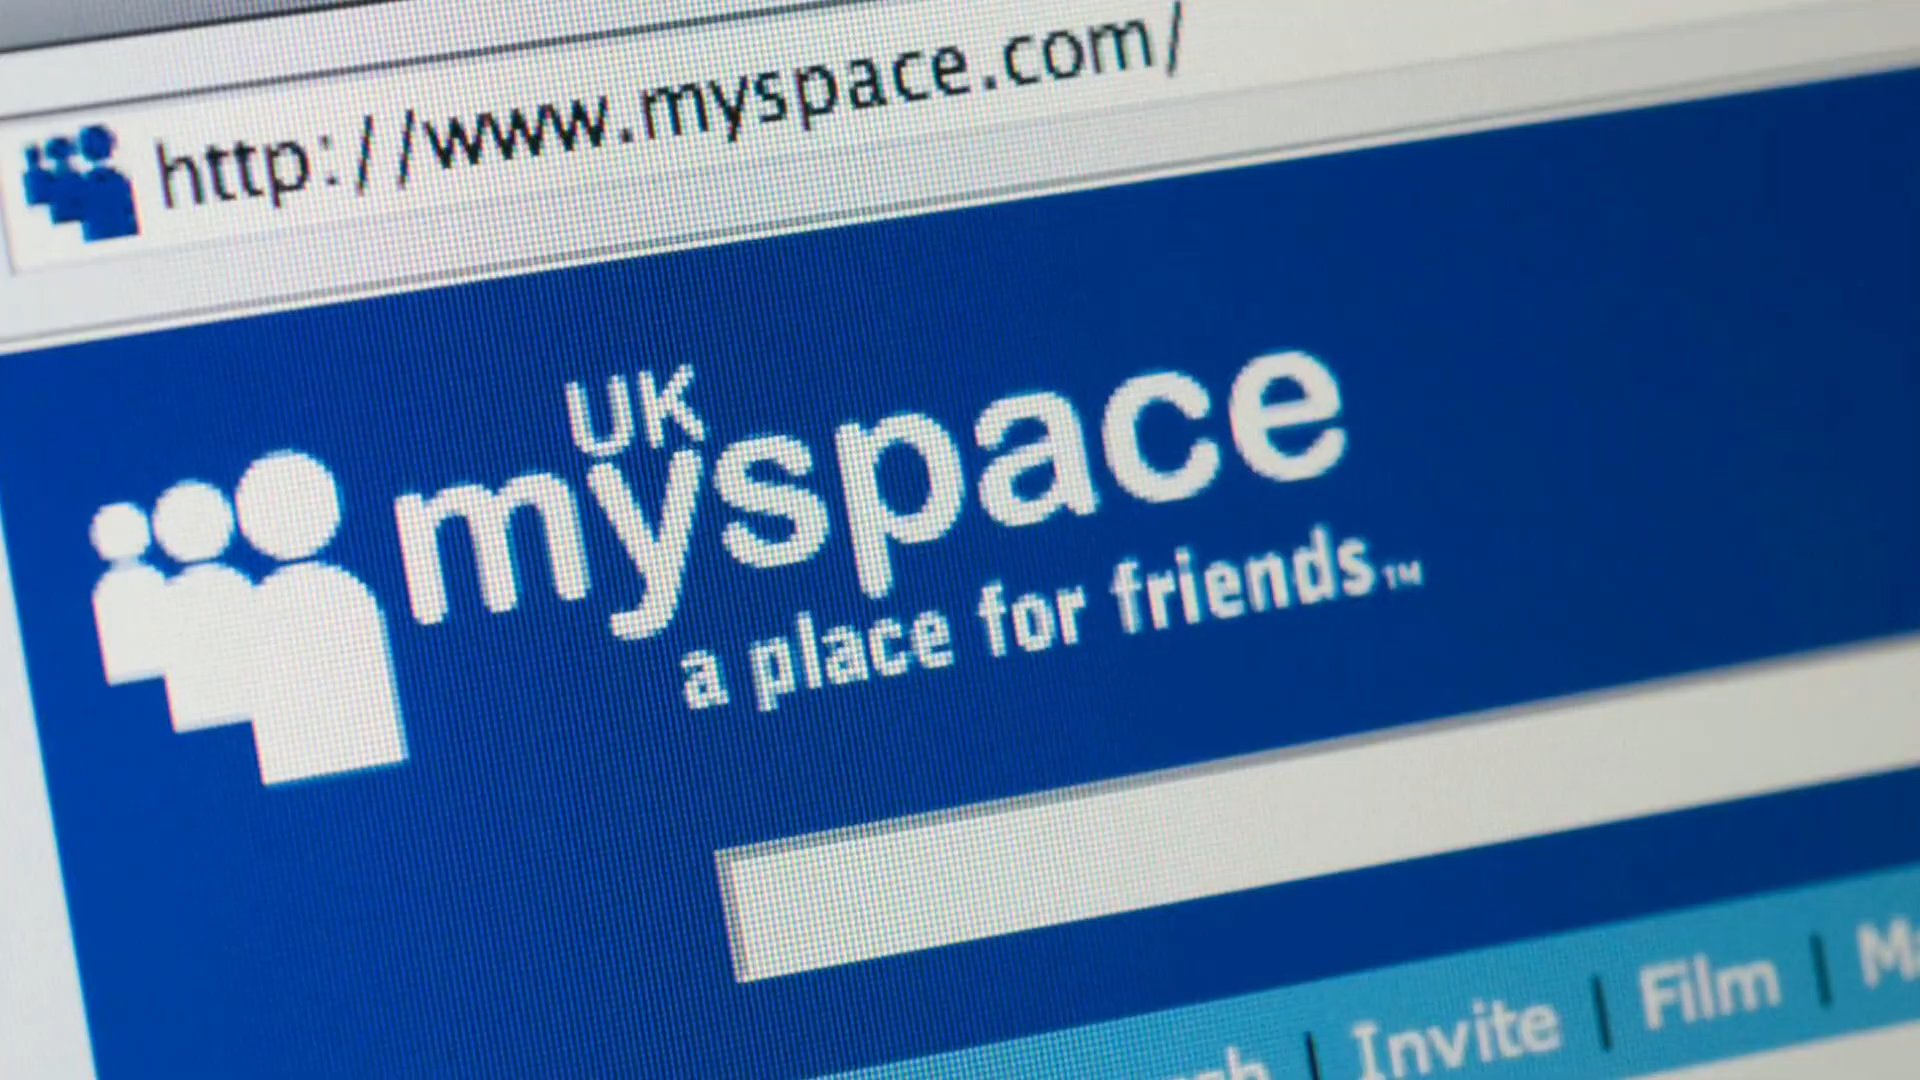 http://www.myspace.com/
UK
myspace
a place for friends™
| Invite | Film |